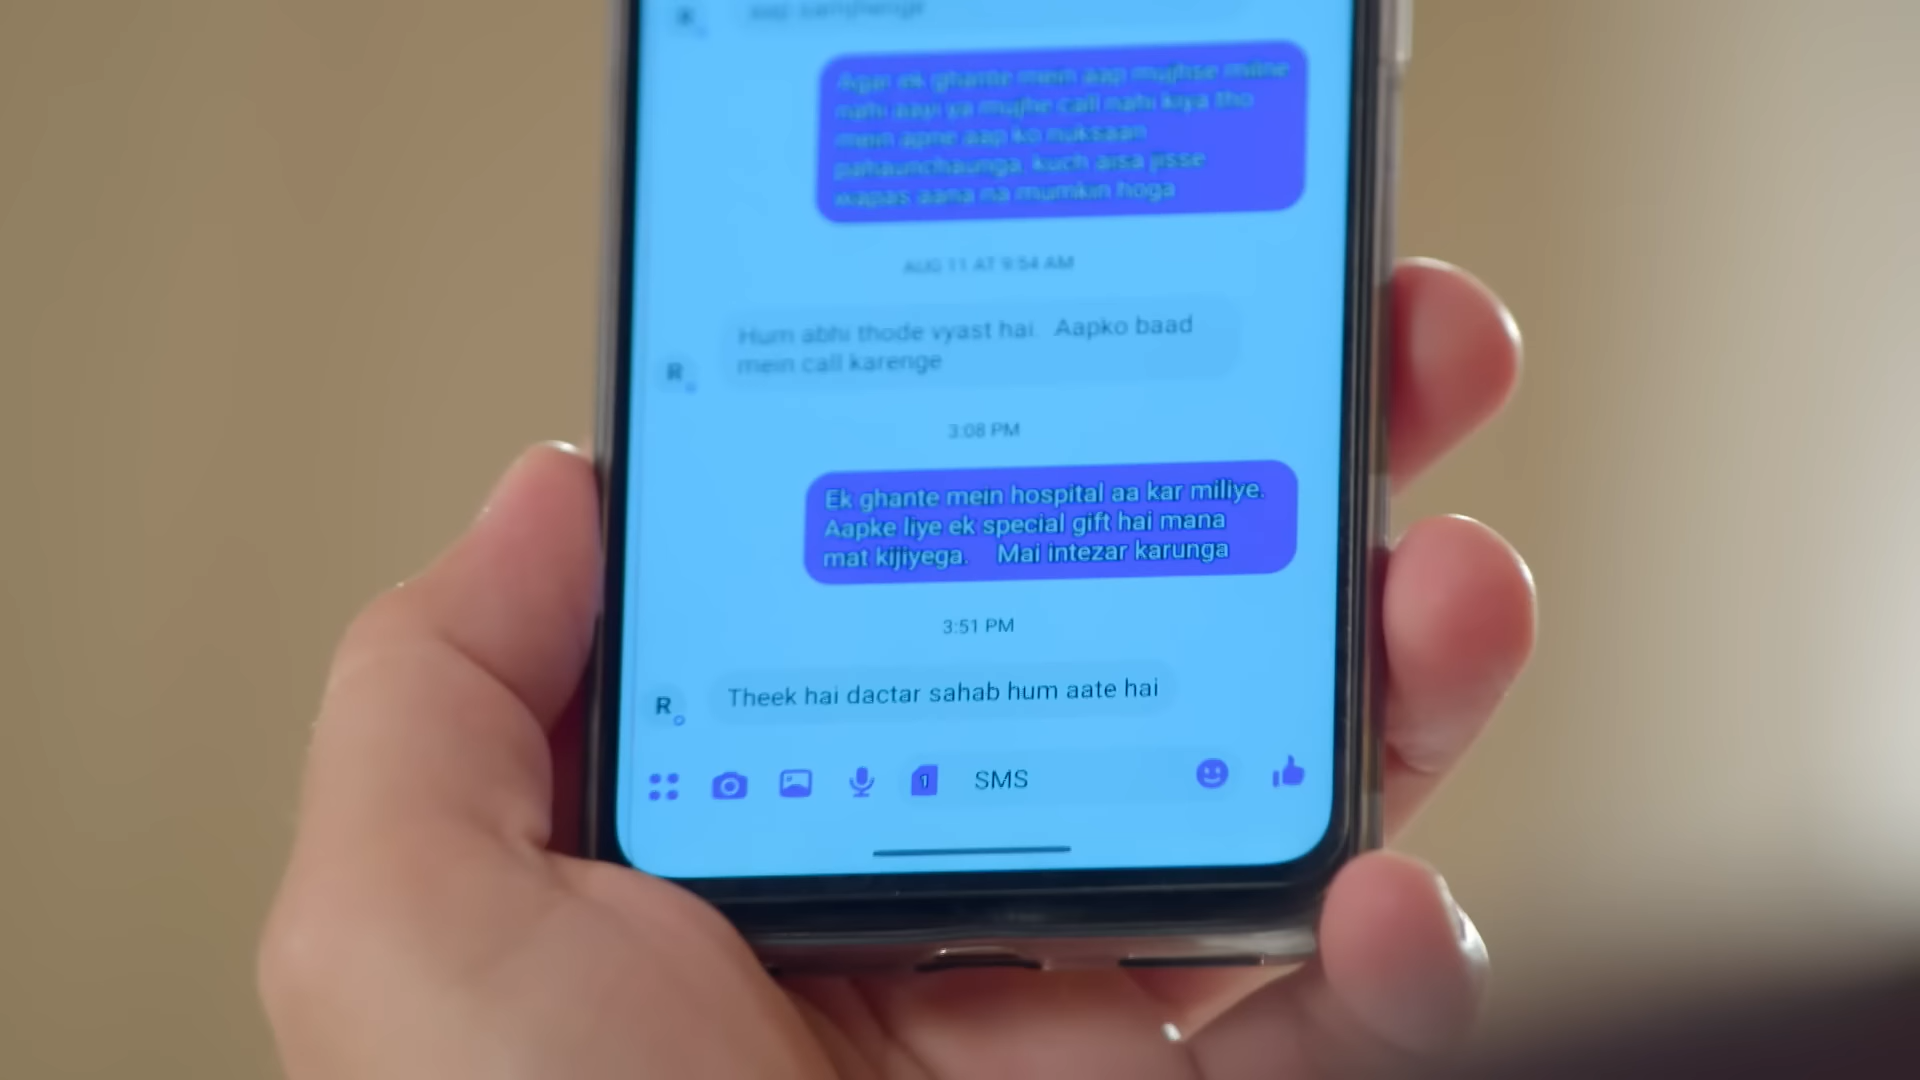 Aap samjhenge
Agar ek ghante mein aap mujhse milne
nahi aayi ya mujhe call nahi kiya tho
mein apne aap ko nuksaan
pahaunchaunga, kuch aisa jisse
wapas aana na mumkin hoga
AUG 11 AT 9:54 AM
Hum abhi thode vyast hai. Aapko baad
mein call karenge
R
3:08 PM
Ek ghante mein hospital aa kar miliye.
Aapke liye ek special gift hai mana
mat kijiyega. Mai intezar karunga
3:51 PM
R
Theek hai dactar sahab hum aate hai
1
SMS